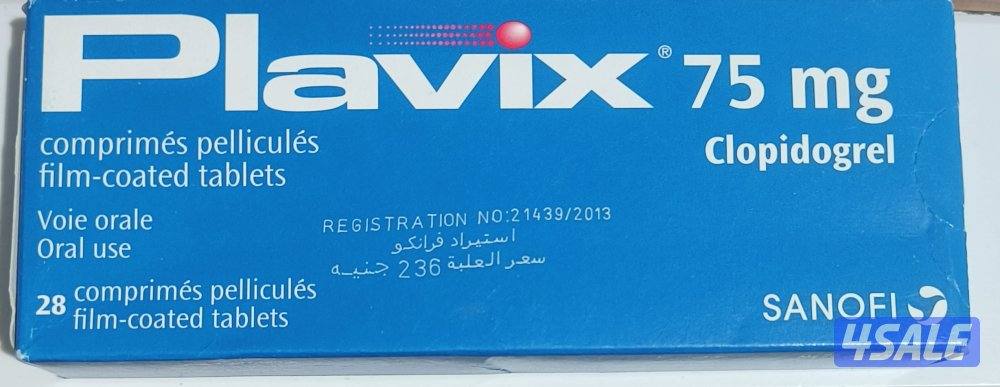 Plavix® 75 mg
Clopidogrel
comprimés pelliculés
film-coated tablets
Voie orale
Oral use
REGISTRATION NO:21439/2013
استيراد فرانكو
سعر العلبة 236 جنيه
28 comprimés pelliculés
film-coated tablets
SANOFI
4SALE